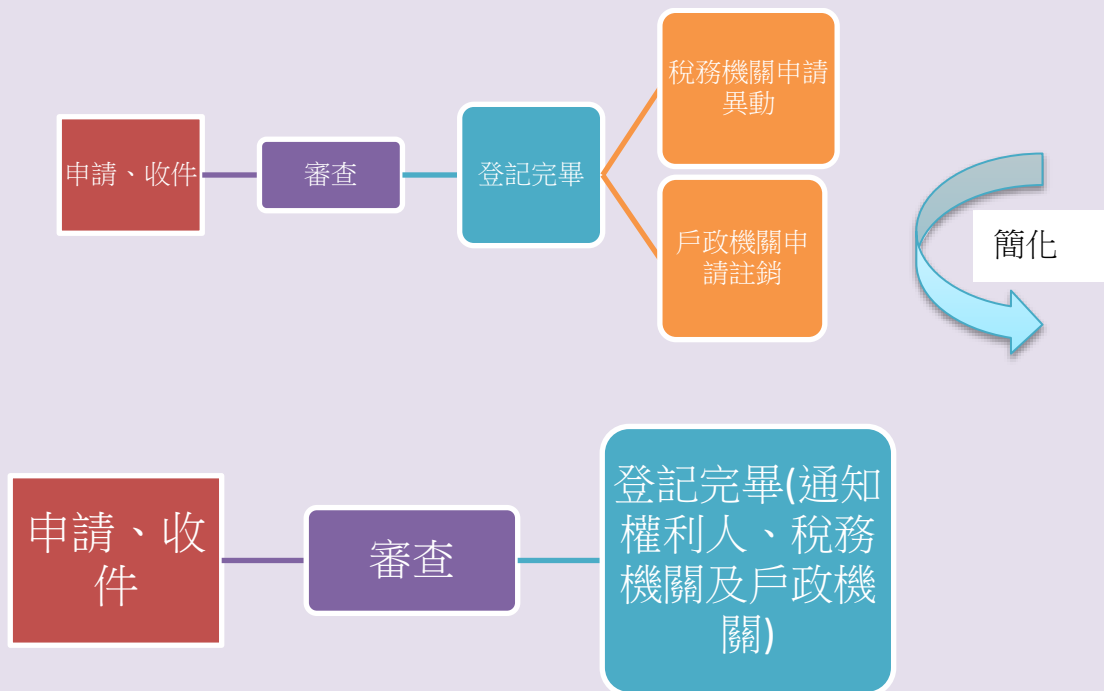 申請、收件
審查
登記完畢
稅務機關申請
異動
戶政機關申
請註銷
簡化
申請、收
件
審查
登記完畢(通知
權利人、稅務
機關及戶政機
關)